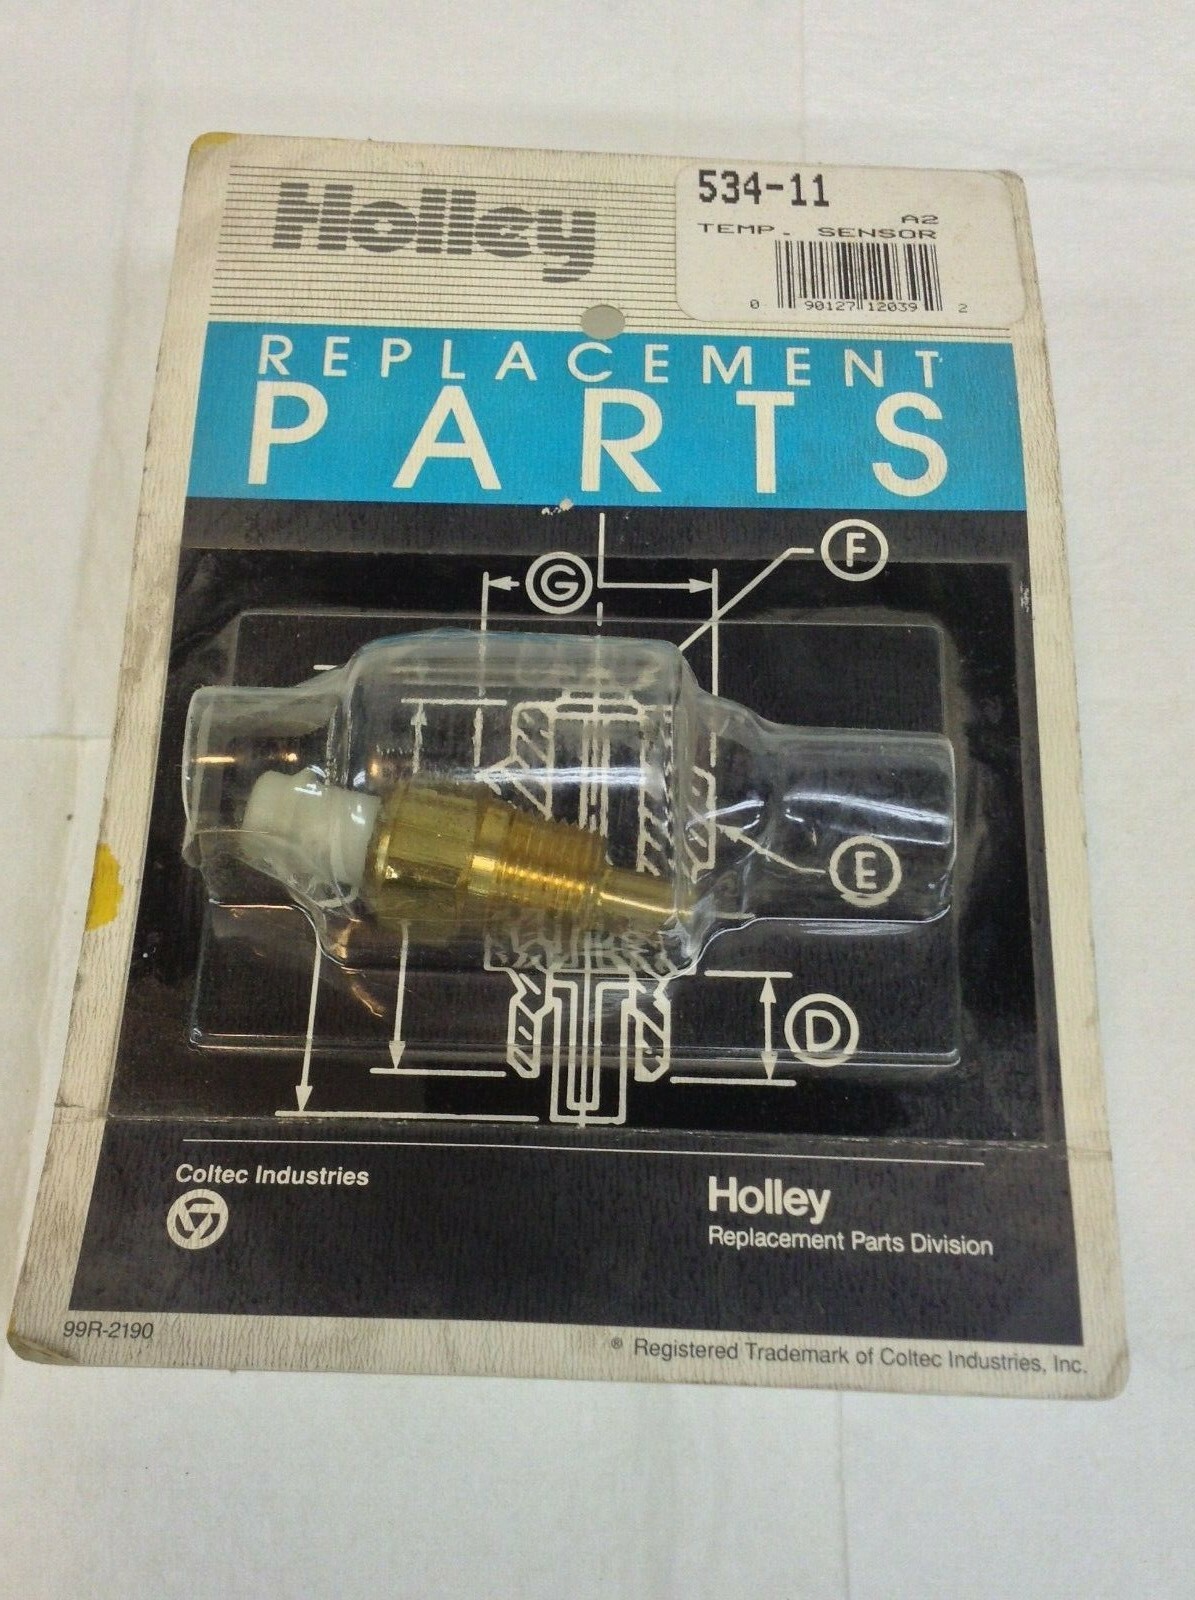 Holley
534-11
A2
TEMP. SENSOR
0 90127 12039 2
REPLACEMENT
PARTS
G
F
E
D
Coltec Industries
Holley
Replacement Parts Division
99R-2190
® Registered Trademark of Coltec Industries, Inc.